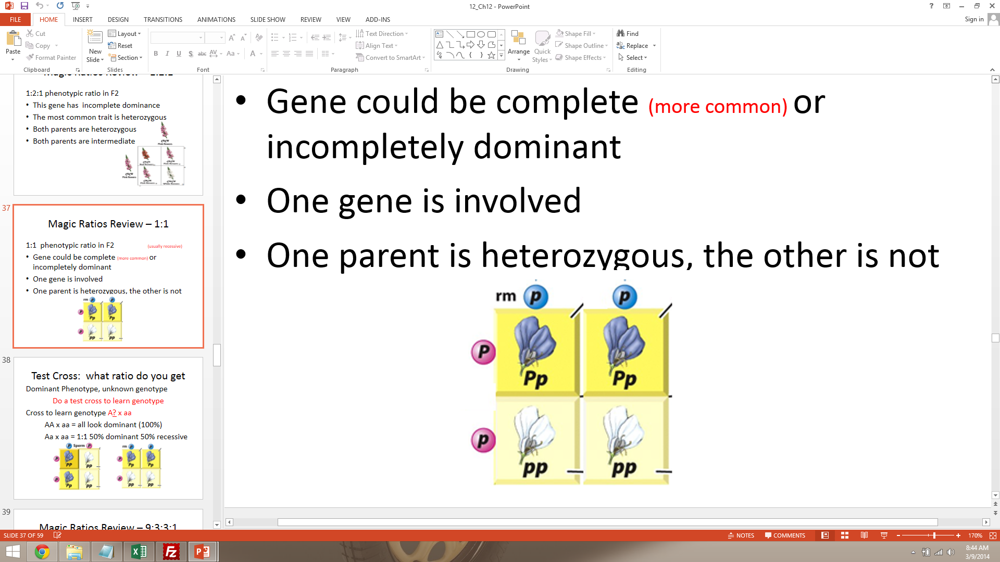 12_Ch12 - PowerPoint
?
FILE HOME INSERT DESIGN TRANSITIONS ANIMATIONS SLIDE SHOW REVIEW VIEW ADD-INS Sign in
Paste
Cut
Copy
Format Painter
Clipboard
New Slide
Layout
Reset
Section
Slides
B I U S abc AV Aa A
Font
Text Direction
Align Text
Convert to SmartArt
Paragraph
Arrange
Quick Styles
Shape Fill
Shape Outline
Shape Effects
Drawing
Find
Replace
Select
Editing
1:2:1 phenotypic ratio in F2
• This gene has incomplete dominance
• The most common trait is heterozygous
• Both parents are heterozygous
• Both parents are intermediate
37
Magic Ratios Review – 1:1
1:1 phenotypic ratio in F2 (usually recessive)
• Gene could be complete (more common) or
incompletely dominant
• One gene is involved
• One parent is heterozygous, the other is not
rm p p
P Pp Pp
p pp pp
38
Test Cross: what ratio do you get
Dominant Phenotype, unknown genotype
Do a test cross to learn genotype
Cross to learn genotype A? x aa
AA x aa = all look dominant (100%)
Aa x aa = 1:1 50% dominant 50% recessive
P Sperm p
P PP pp
p Pp pp
rm p p
P Pp Pp
p pp pp
39
Magic Ratios Review – 9:3:3:1
• Gene could be complete (more common) or
incompletely dominant
• One gene is involved
• One parent is heterozygous, the other is not
rm p p
P Pp Pp
p pp pp
SLIDE 37 OF 59 NOTES COMMENTS 170%
8:44 AM
3/9/2014